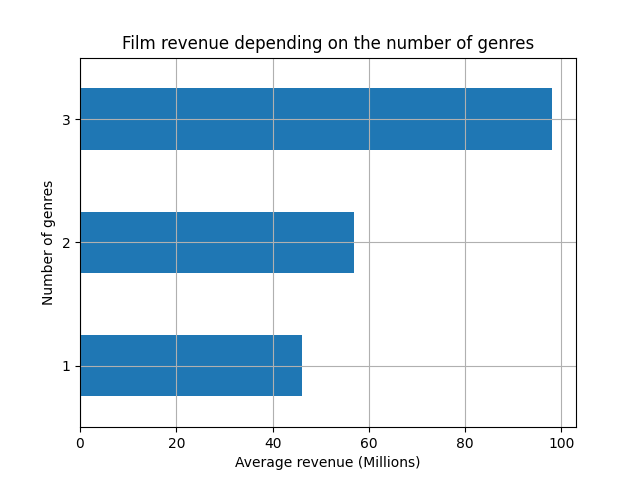 Film revenue depending on the number of genres
3
2
1
Number of genres
0 20 40 60 80 100
Average revenue (Millions)